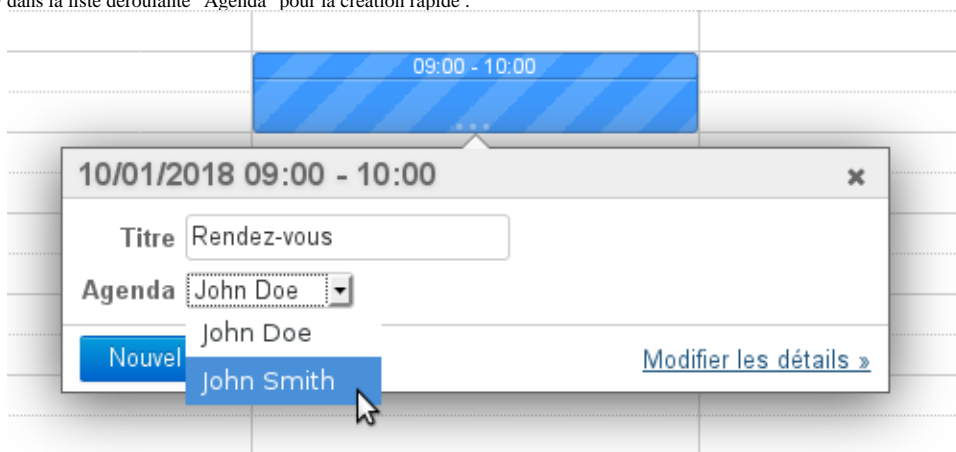 dans la liste déroulante "Agenda" pour la création rapide :
09:00 - 10:00
10/01/2018 09:00 - 10:00
Titre Rendez-vous
Agenda John Doe
John Doe
Nouvel
John Smith
Modifier les détails »